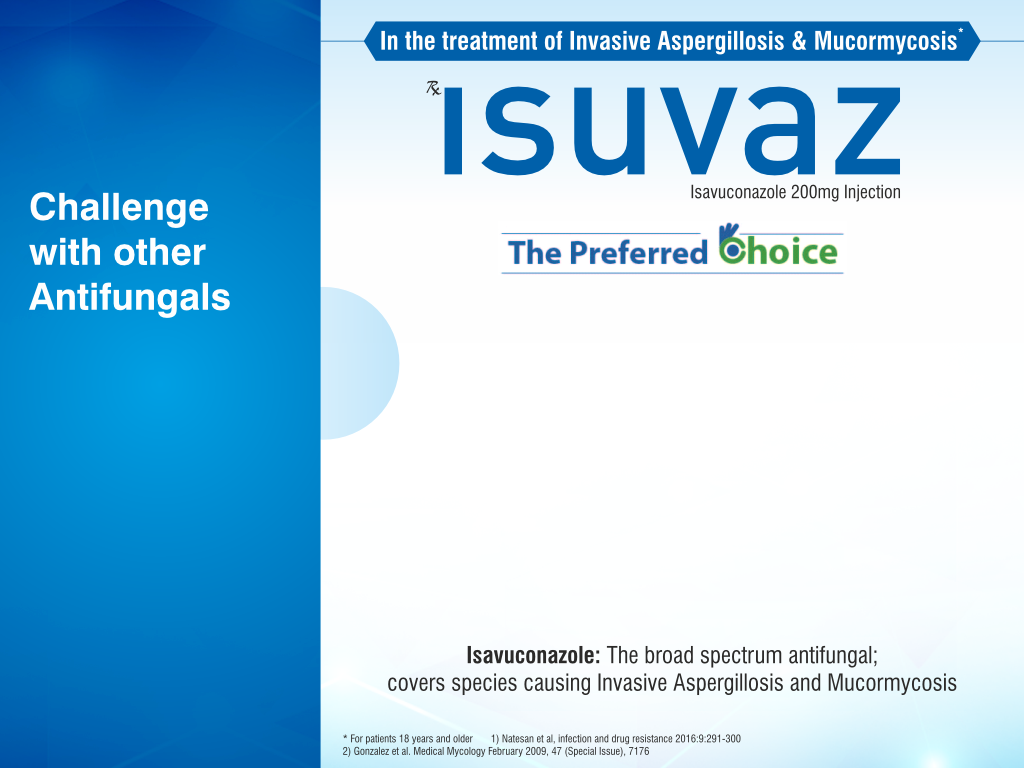 Challenge
with other
Antifungals
In the treatment of Invasive Aspergillosis & Mucormycosis*
Rx ısuvaz
Isavuconazole 200mg Injection
The Preferred Choice
Isavuconazole: The broad spectrum antifungal;
covers species causing Invasive Aspergillosis and Mucormycosis
* For patients 18 years and older 1) Natesan et al, infection and drug resistance 2016:9:291-300
2) Gonzalez et al. Medical Mycology February 2009, 47 (Special Issue), 7176